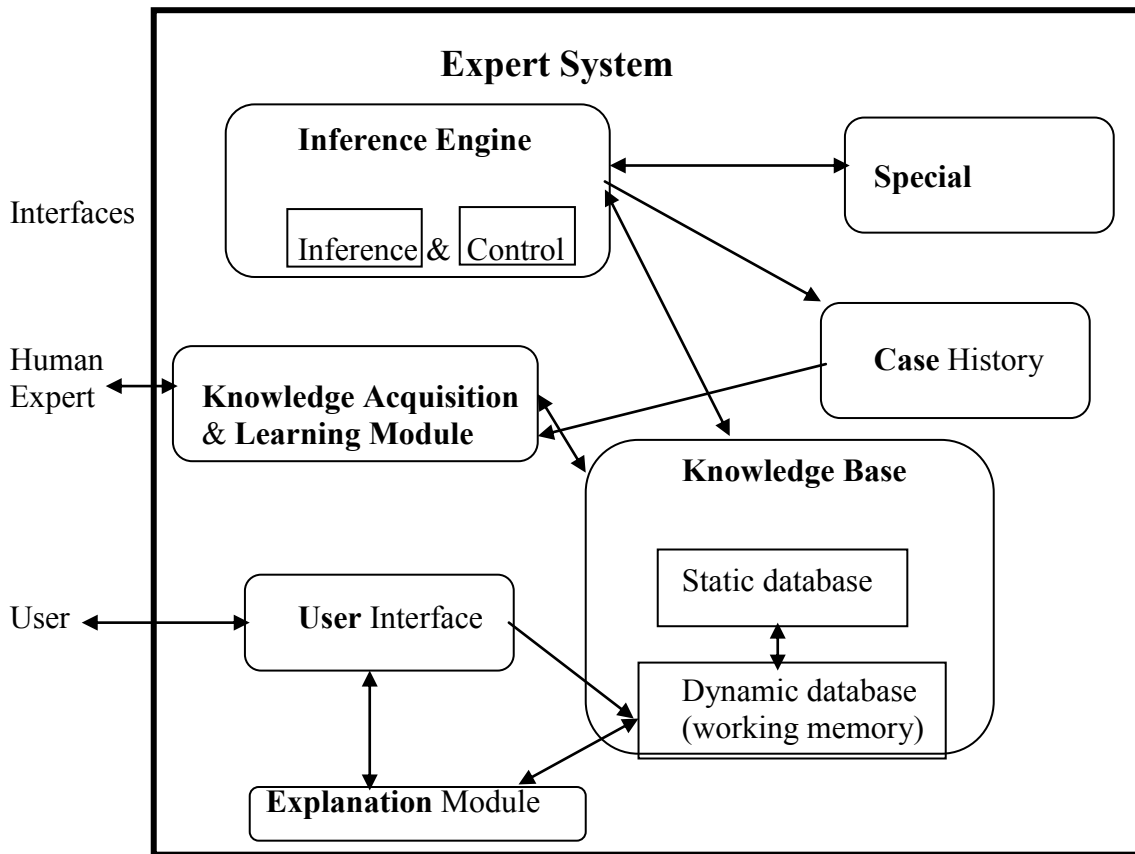 Expert System
Inference Engine
Special
Interfaces
Inference & Control
Case History
Human
Expert
Knowledge Acquisition
& Learning Module
Knowledge Base
Static database
User
User Interface
Dynamic database
(working memory)
Explanation Module